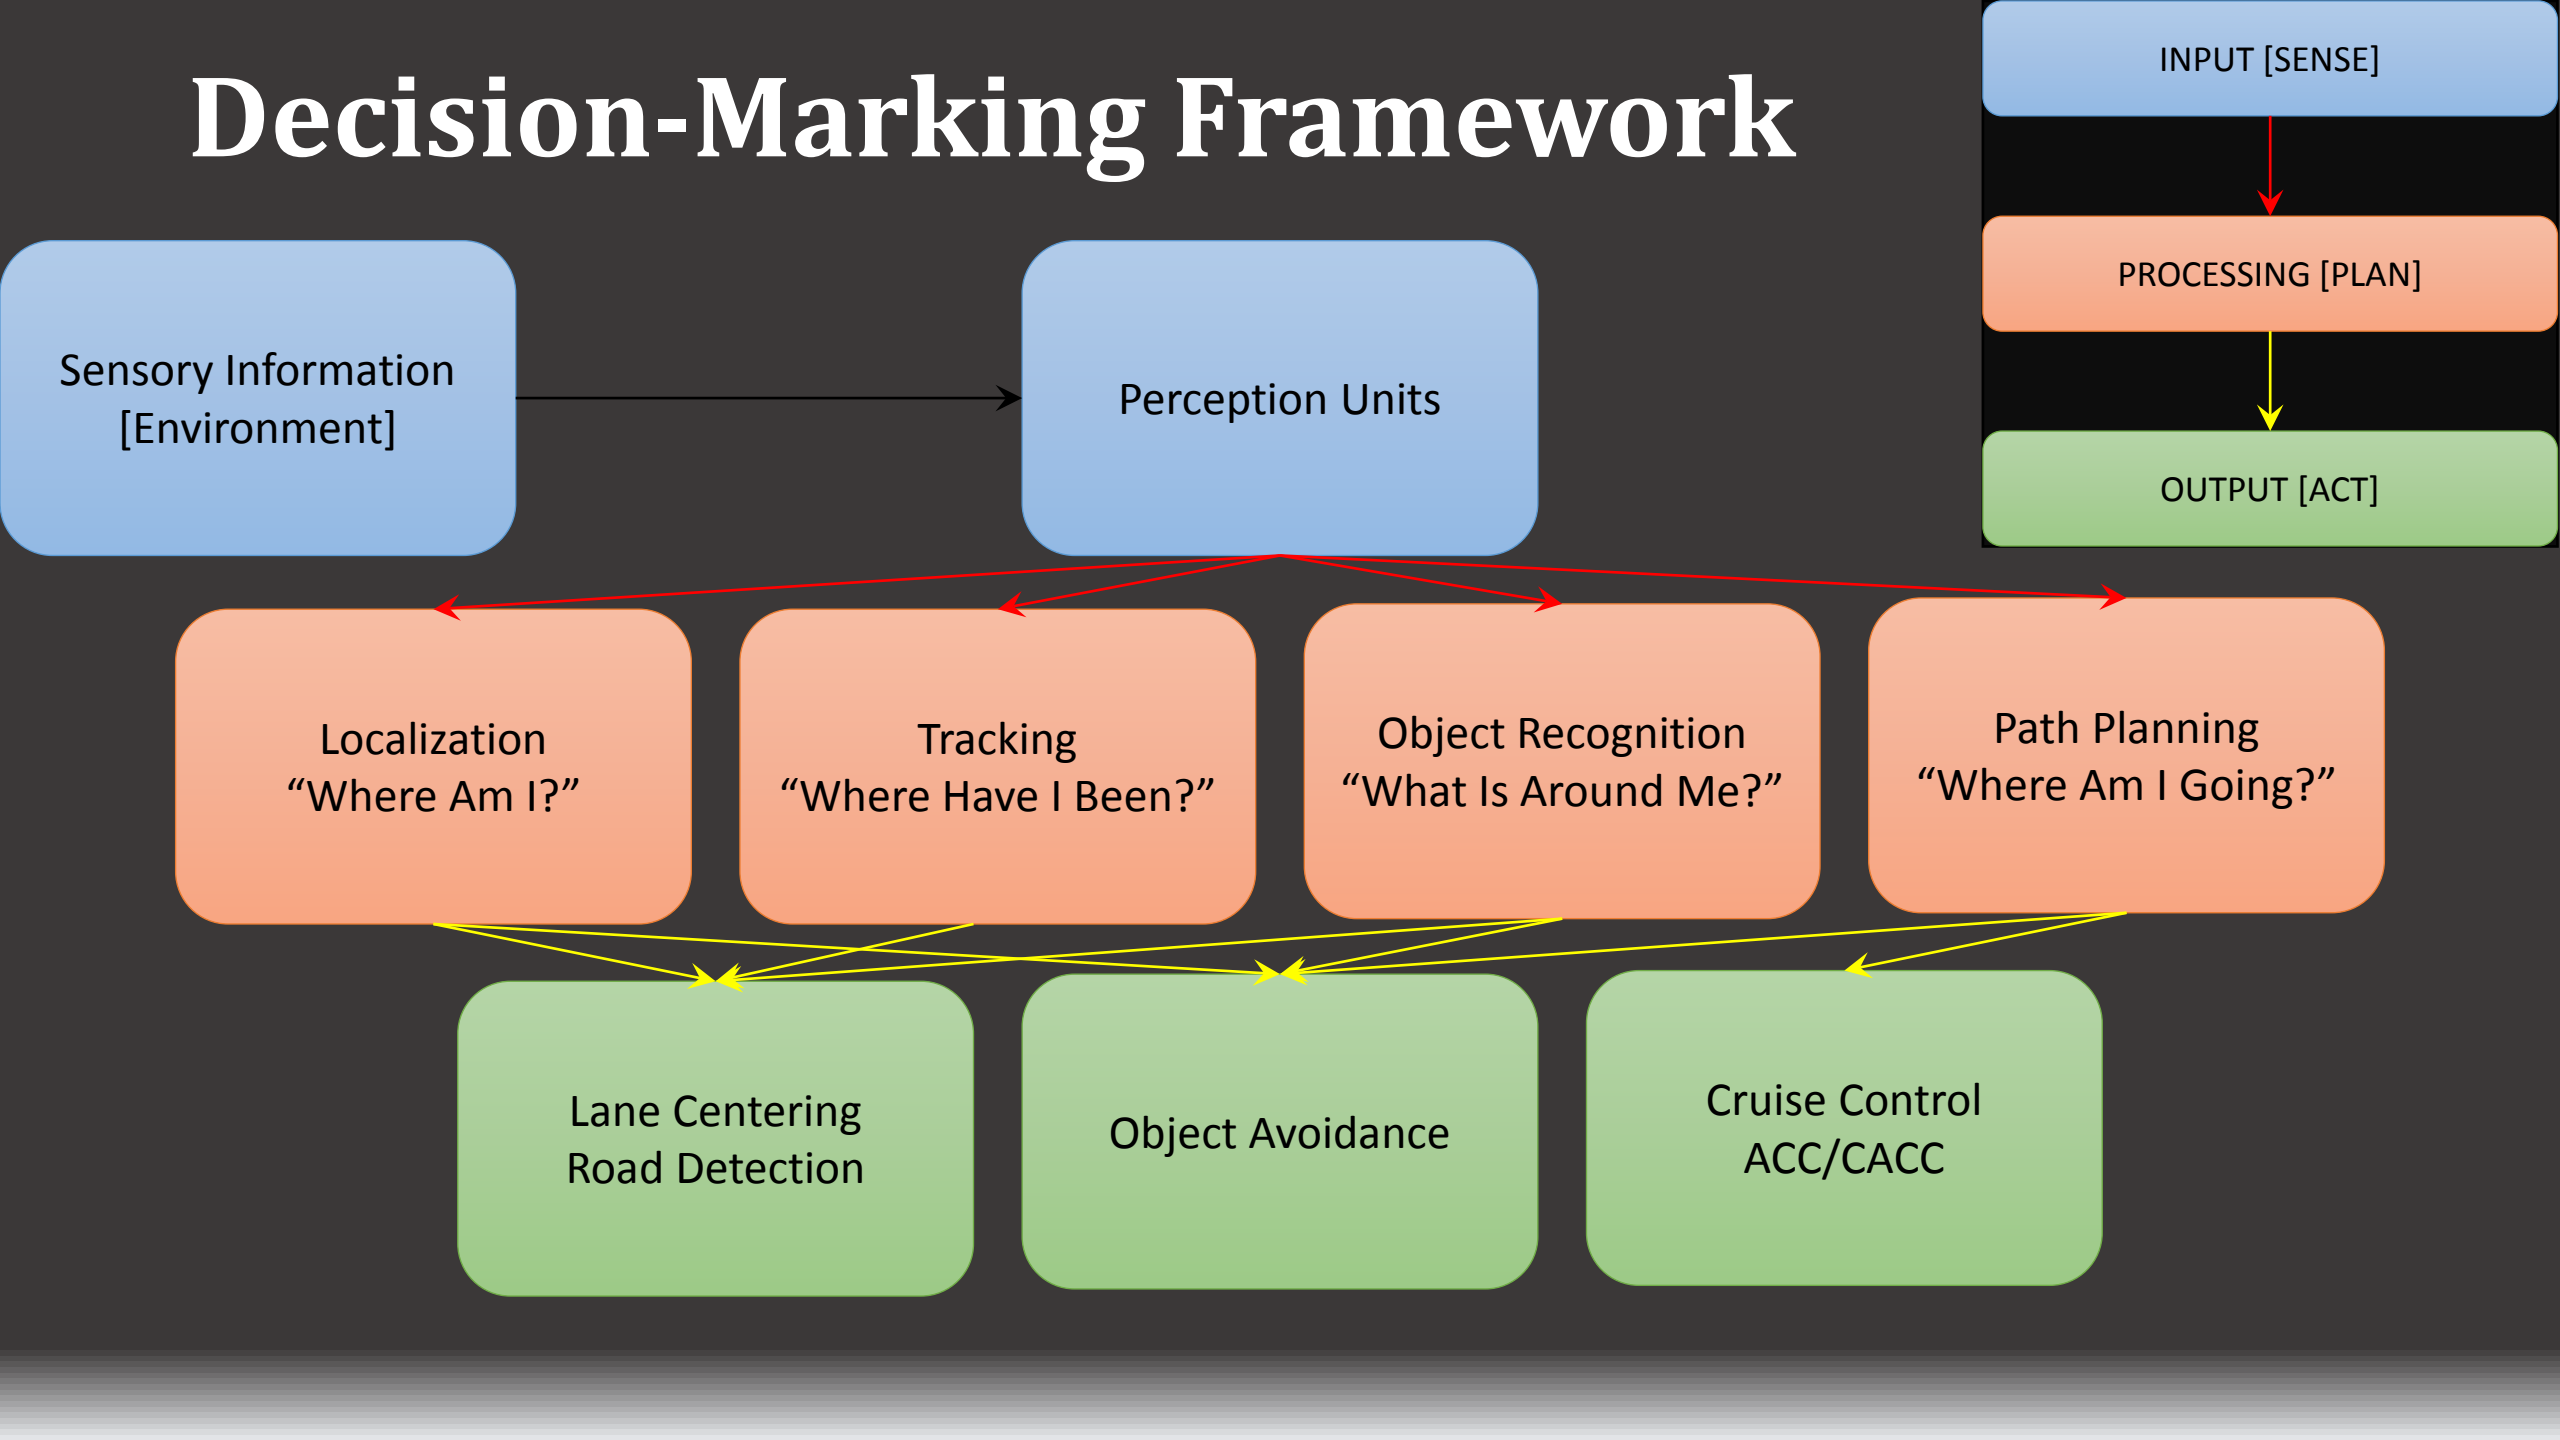 Decision-Marking Framework
INPUT [SENSE]
PROCESSING [PLAN]
OUTPUT [ACT]
Sensory Information
[Environment]
Perception Units
Localization
“Where Am I?”
Tracking
“Where Have I Been?”
Object Recognition
“What Is Around Me?”
Path Planning
“Where Am I Going?”
Lane Centering
Road Detection
Object Avoidance
Cruise Control
ACC/CACC